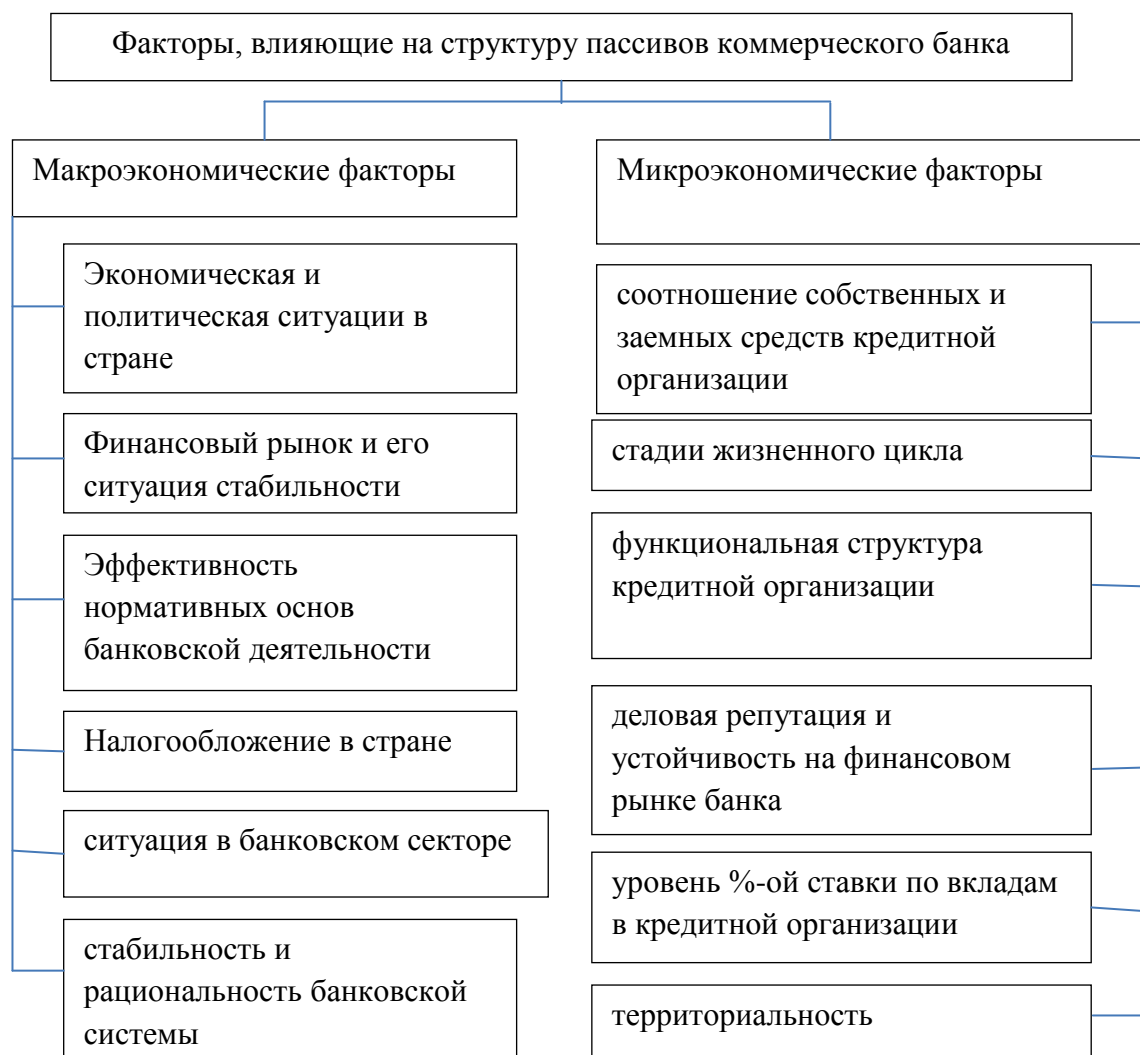 Факторы, влияющие на структуру пассивов коммерческого банка
Макроэкономические факторы
Экономическая и
политическая ситуации в
стране
Финансовый рынок и его
ситуация стабильности
Эффективность
нормативных основ
банковской деятельности
Налогообложение в стране
ситуация в банковском секторе
стабильность и
рациональность банковской
системы
Микроэкономические факторы
соотношение собственных и
заемных средств кредитной
организации
стадии жизненного цикла
функциональная структура
кредитной организации
деловая репутация и
устойчивость на финансовом
рынке банка
уровень %-ой ставки по вкладам
в кредитной организации
территориальность